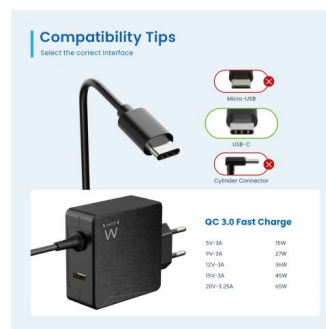 Compatibility Tips
Select the correct interface
Micro-USB
USB-C
Cylinder Connector
W
QC 3.0 Fast Charge
5V-3A 15W
9V-3A 27W
12V-3A 36W
15V-3A 45W
20V-3.25A 65W